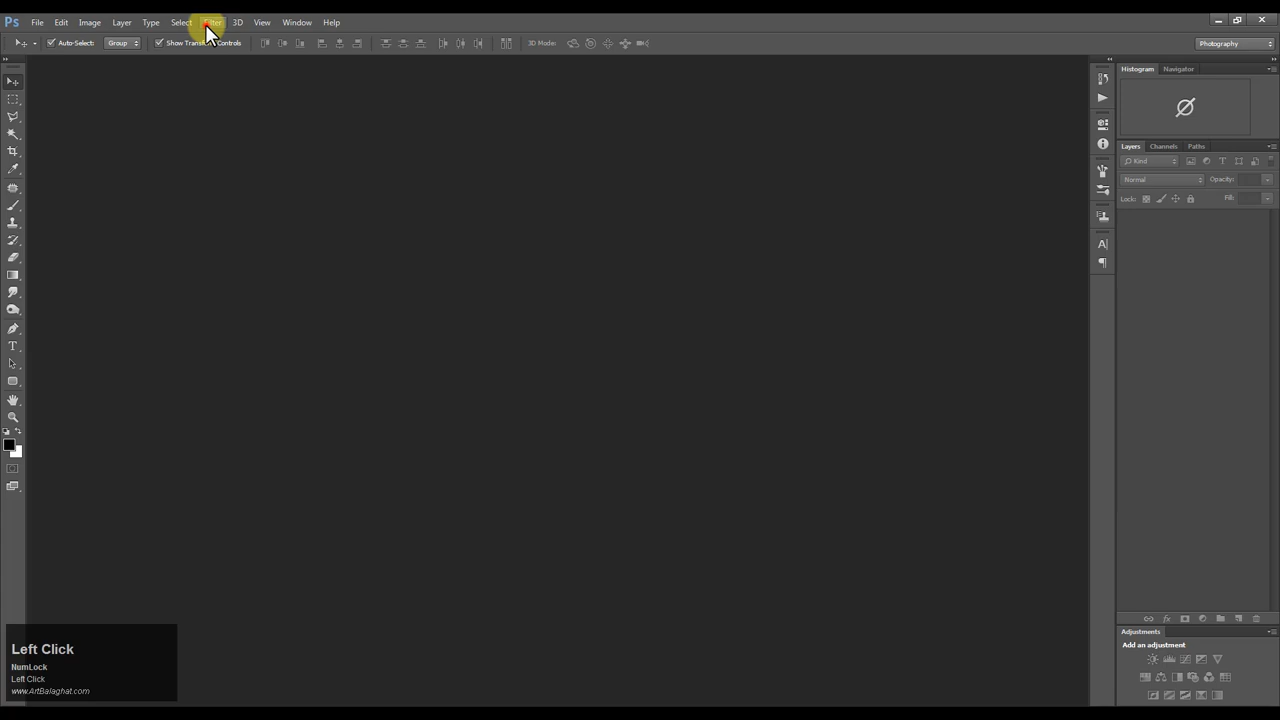 Ps File Edit Image Layer Type Select Filter 3D View Window Help
Auto-Select: Group Show Transform Controls 3D Mode: Photography
Histogram Navigator
Layers Channels Paths
Kind
Normal Opacity:
Lock: Fill:
Adjustments
Add an adjustment
Left Click
NumLock
Left Click
www.ArtBalaghat.com